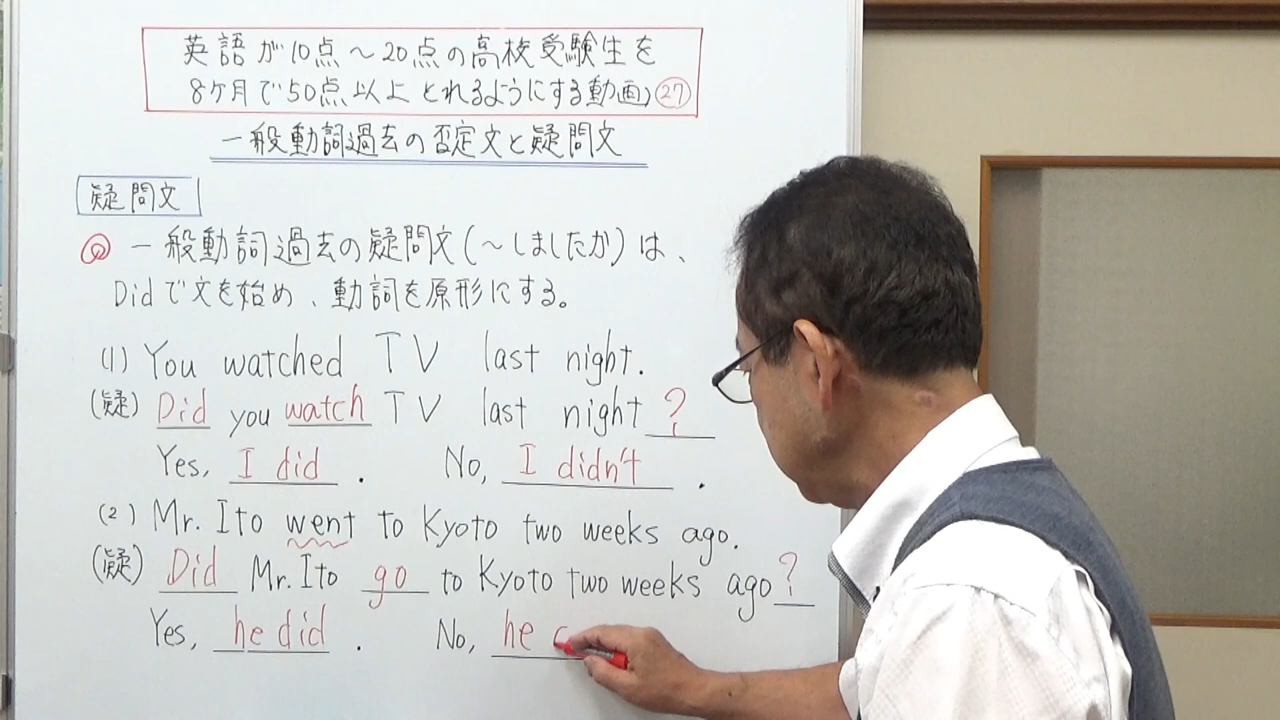 英語が10点~20点の高校受験生を
8ヶ月で50点以上とれるようにする動画㉗
一般動詞過去の否定文と疑問文
疑問文
◎ 一般動詞過去の疑問文(~しましたか)は、
Didで文を始め、動詞を原形にする。
(1) You watched TV last night.
(疑) Did you watch TV last night ?
Yes, I did . No, I didn't .
(2) Mr. Ito went to Kyoto two weeks ago.
(疑) Did Mr. Ito go to Kyoto two weeks ago ?
Yes, he did . No, he